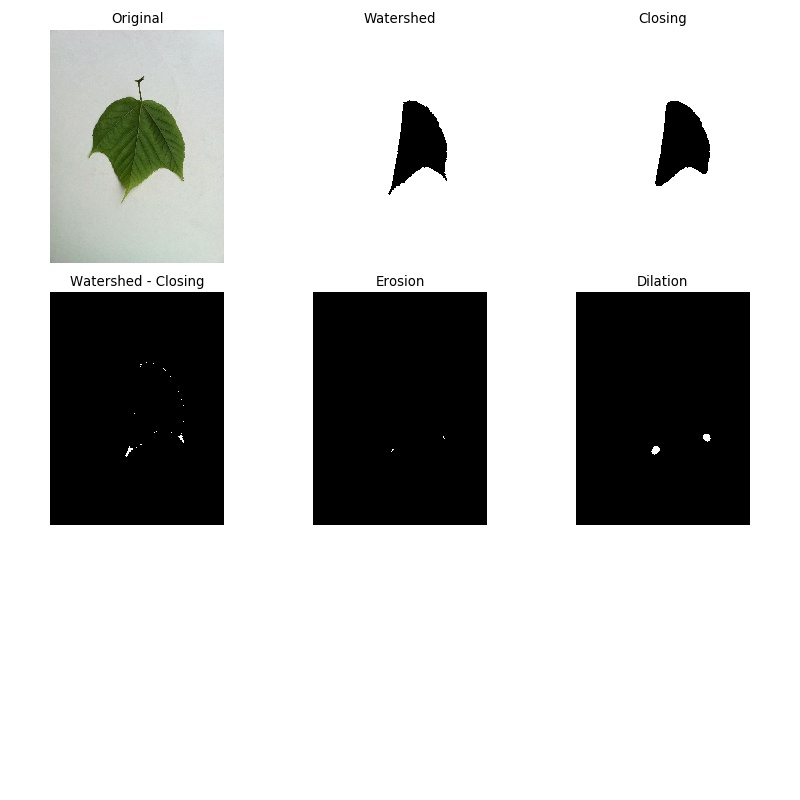 Original
Watershed
Closing
Watershed - Closing
Erosion
Dilation